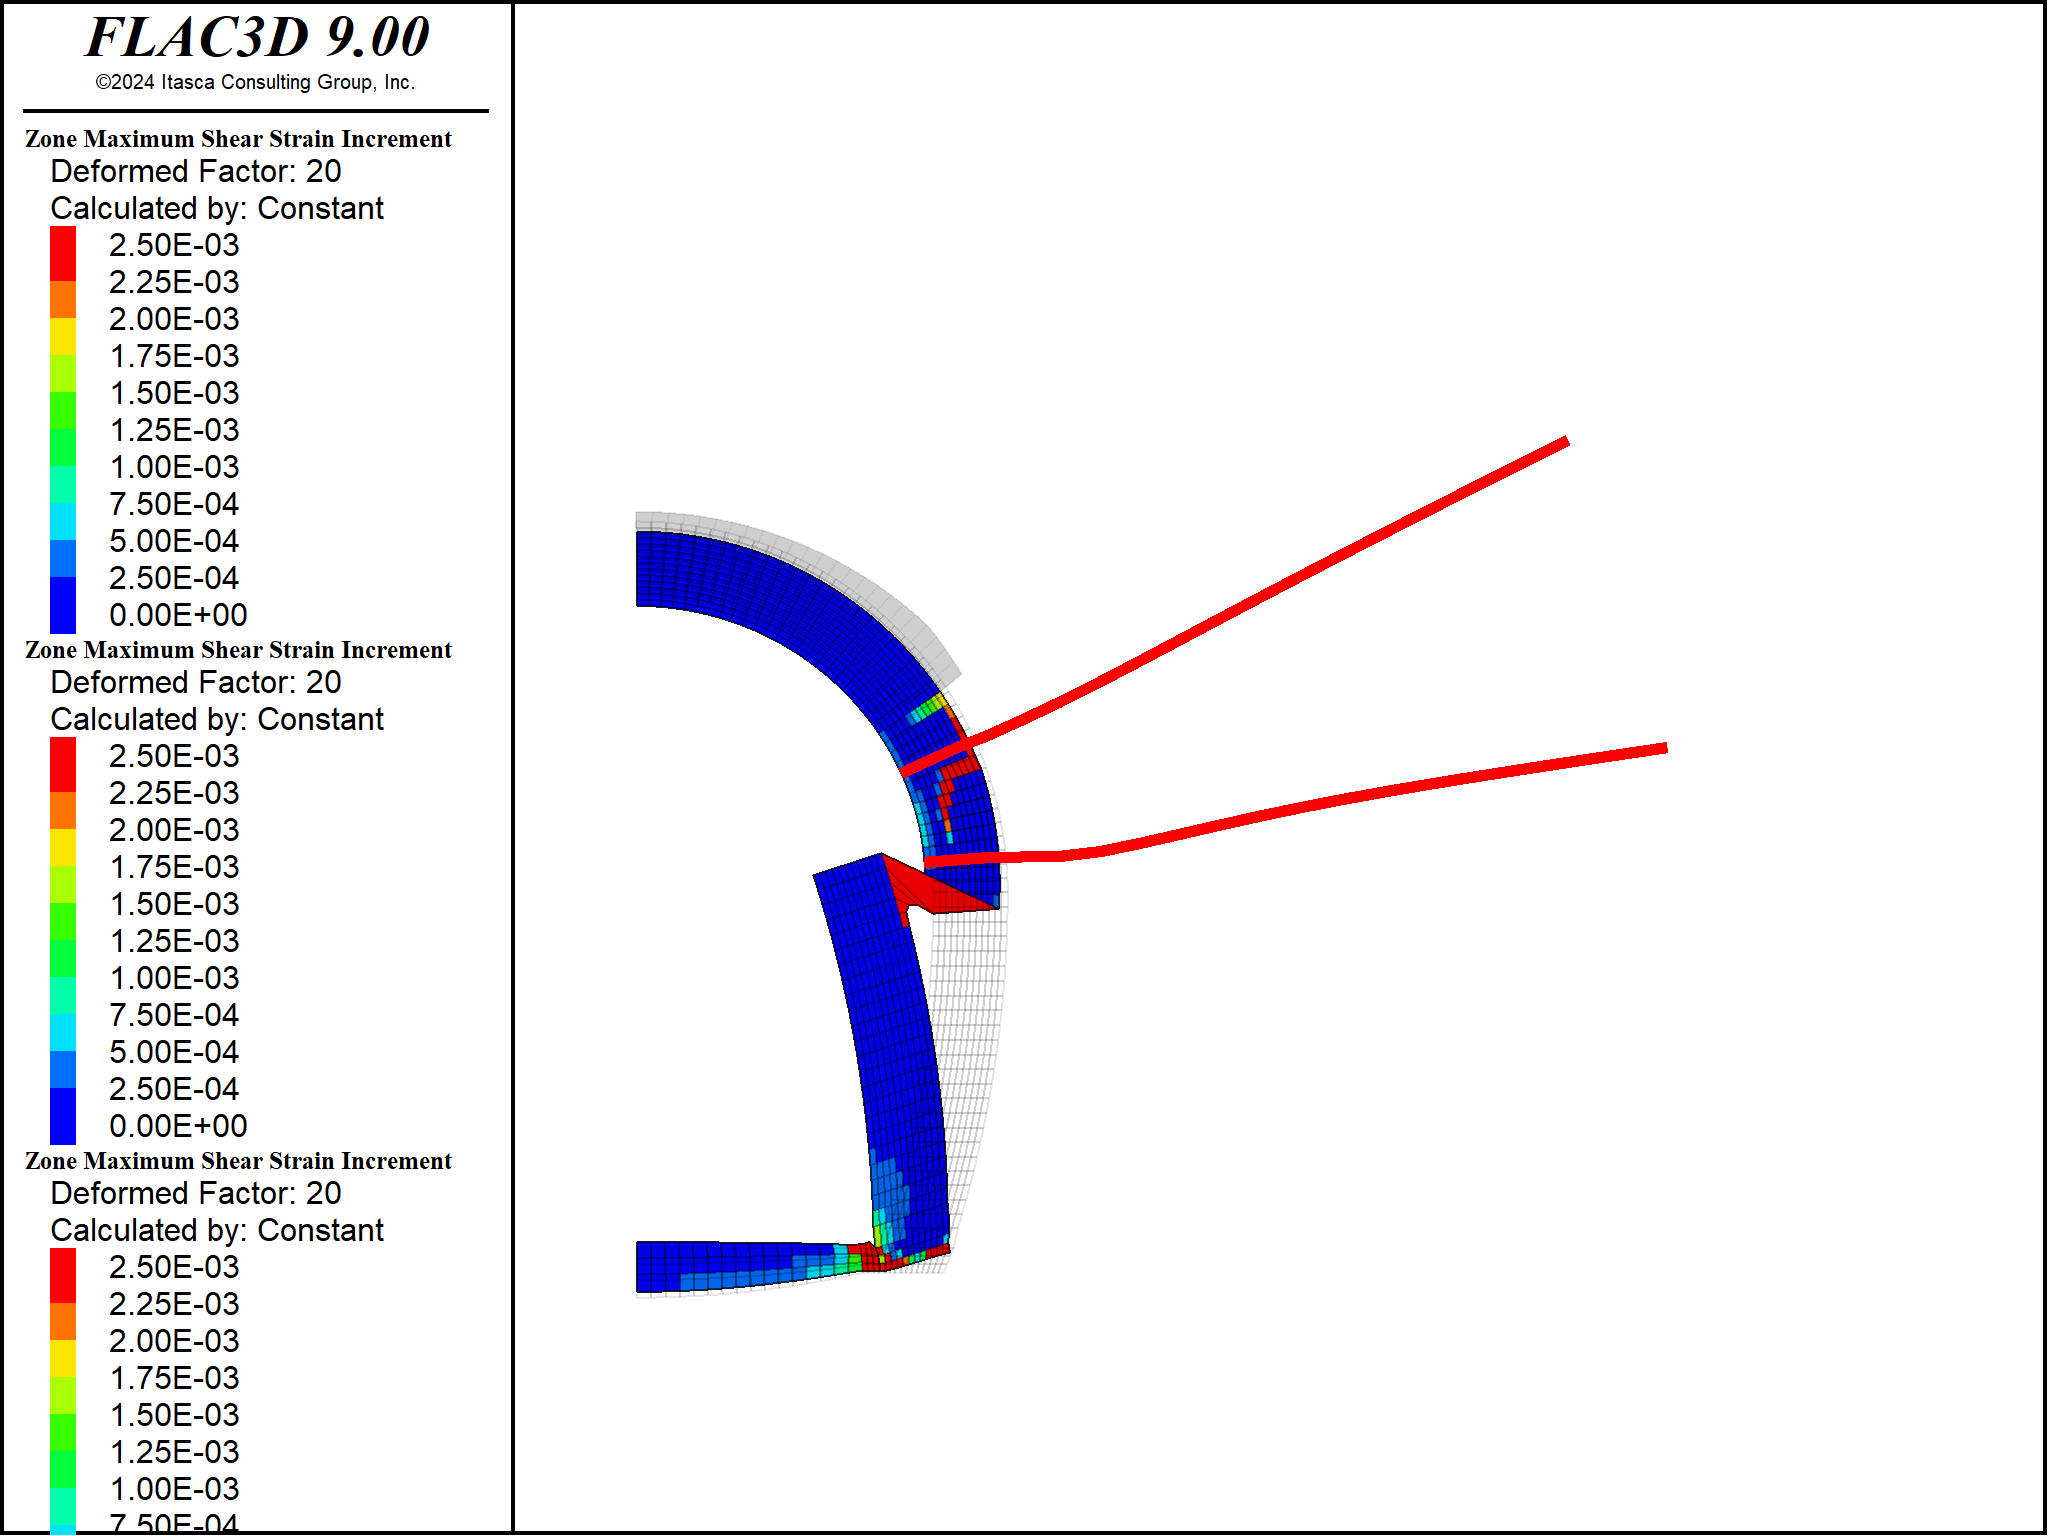 FLAC3D 9.00
©2024 Itasca Consulting Group, Inc.
Zone Maximum Shear Strain Increment
Deformed Factor: 20
Calculated by: Constant
2.50E-03
2.25E-03
2.00E-03
1.75E-03
1.50E-03
1.25E-03
1.00E-03
7.50E-04
5.00E-04
2.50E-04
0.00E+00
Zone Maximum Shear Strain Increment
Deformed Factor: 20
Calculated by: Constant
2.50E-03
2.25E-03
2.00E-03
1.75E-03
1.50E-03
1.25E-03
1.00E-03
7.50E-04
5.00E-04
2.50E-04
0.00E+00
Zone Maximum Shear Strain Increment
Deformed Factor: 20
Calculated by: Constant
2.50E-03
2.25E-03
2.00E-03
1.75E-03
1.50E-03
1.25E-03
1.00E-03
7.50E-04